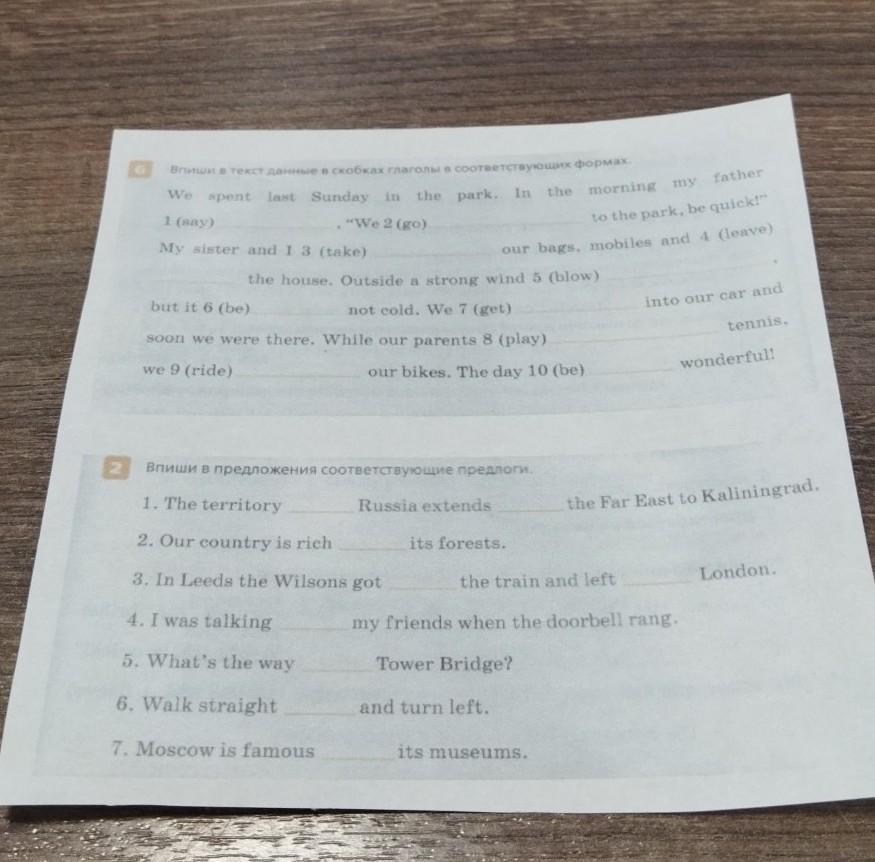 6 Впиши в текст данные в скобках глаголы в соответствующих формах.
We spent last Sunday in the park. In the morning my father
1 (say) , "We 2 (go) to the park, be quick!"
My sister and I 3 (take) our bags, mobiles and 4 (leave)
the house. Outside a strong wind 5 (blow) ,
but it 6 (be) not cold. We 7 (get) into our car and
soon we were there. While our parents 8 (play) tennis,
we 9 (ride) our bikes. The day 10 (be) wonderful!
2 Впиши в предложения соответствующие предлоги.
1. The territory Russia extends the Far East to Kaliningrad.
2. Our country is rich its forests.
3. In Leeds the Wilsons got the train and left London.
4. I was talking my friends when the doorbell rang.
5. What's the way Tower Bridge?
6. Walk straight and turn left.
7. Moscow is famous its museums.